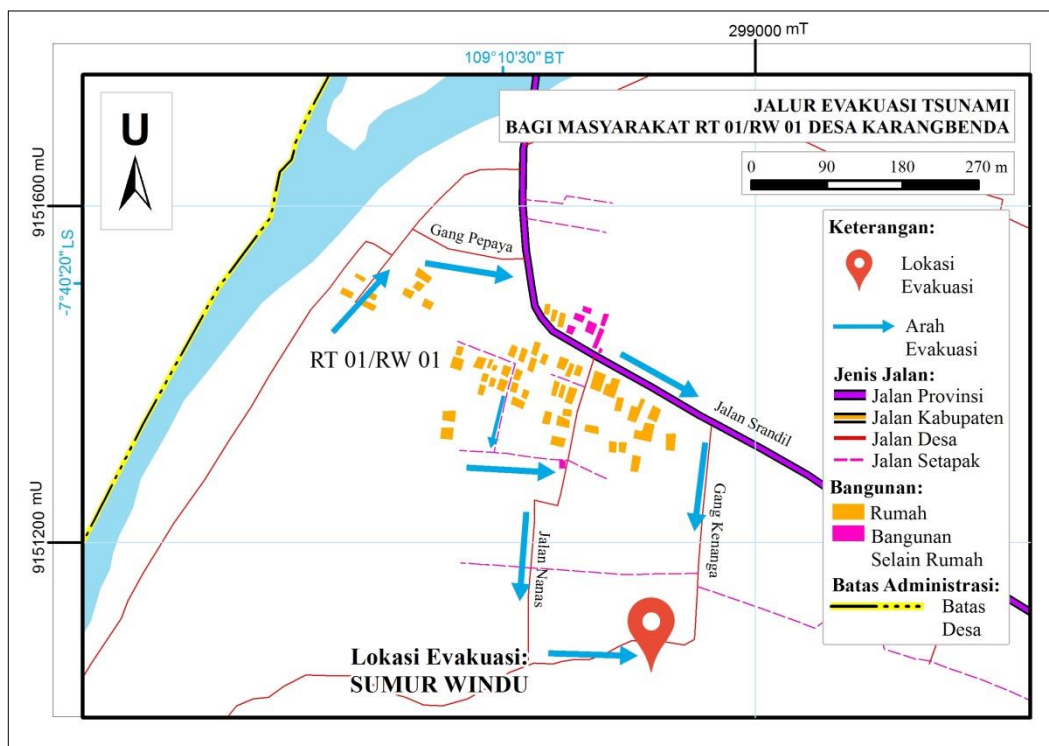 299000 mT
109°10'30" BT
U
JALUR EVAKUASI TSUNAMI
BAGI MASYARAKAT RT 01/RW 01 DESA KARANGBENDA
0 90 180 270 m
9151600 mU
-7°40'20" LS
9151200 mU
Gang Pepaya
RT 01/RW 01
Jalan Srandil
Gang Kenanga
Jalan Nanas
Lokasi Evakuasi:
SUMUR WINDU
Keterangan:
Lokasi
Evakuasi
Arah
Evakuasi
Jenis Jalan:
Jalan Provinsi
Jalan Kabupaten
Jalan Desa
Jalan Setapak
Bangunan:
Rumah
Bangunan
Selain Rumah
Batas Administrasi:
Batas
Desa